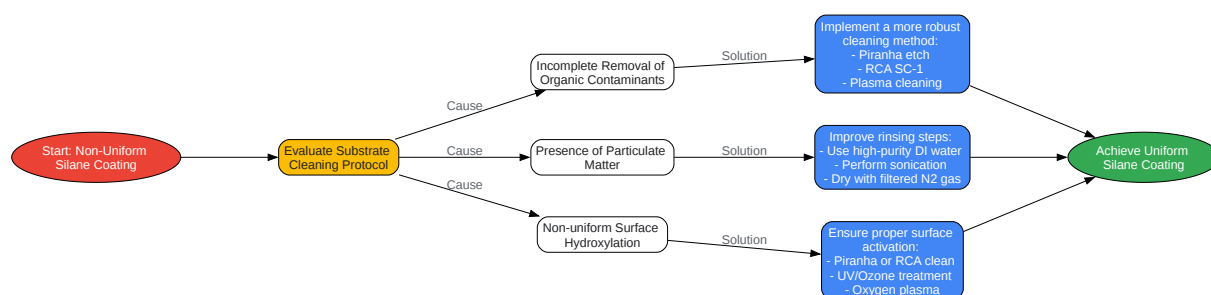 Start: Non-Uniform
Silane Coating
Evaluate Substrate
Cleaning Protocol
Cause
Cause
Cause
Incomplete Removal of
Organic Contaminants
Presence of Particulate
Matter
Non-uniform Surface
Hydroxylation
Solution
Solution
Solution
Implement a more robust
cleaning method:
- Piranha etch
- RCA SC-1
- Plasma cleaning
Improve rinsing steps:
- Use high-purity DI water
- Perform sonication
- Dry with filtered N2 gas
Ensure proper surface
activation:
- Piranha or RCA clean
- UV/Ozone treatment
- Oxygen plasma
Achieve Uniform
Silane Coating